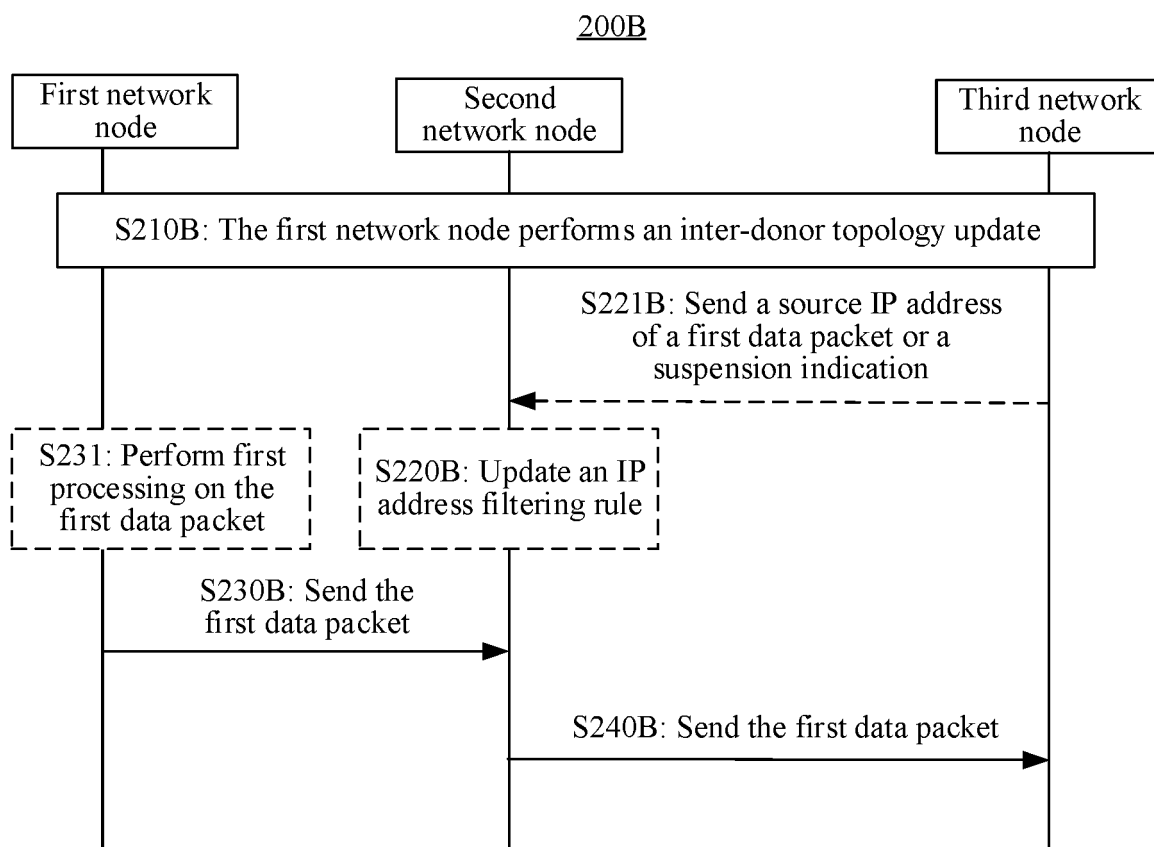 200B
First network
node
Second
network node
Third network
node
S210B: The first network node performs an inter-donor topology update
S221B: Send a source IP address
of a first data packet or a
suspension indication
S231: Perform first
processing on the
first data packet
S220B: Update an IP
address filtering rule
S230B: Send the
first data packet
S240B: Send the first data packet